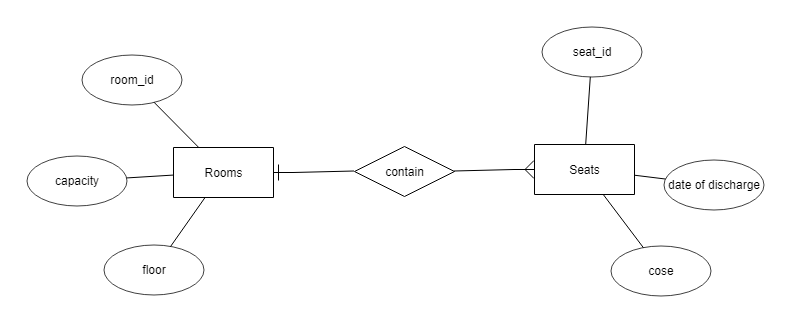 seat_id
room_id
Rooms
contain
Seats
capacity
date of discharge
floor
cose